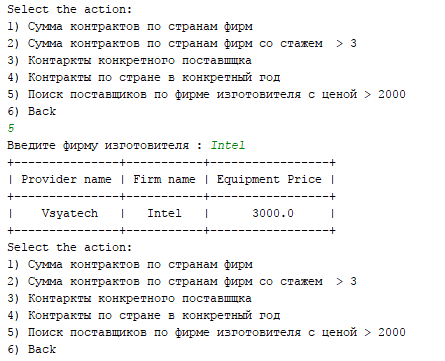 Select the action:
1) Сумма контрактов по странам фирм
2) Сумма контрактов по странам фирм со стажем  > 3
3) Контаркты конкретного поставшщка
4) Контракты по стране в конкретный год
5) Поиск поставщиков по фирме изготовителя с ценой > 2000
6) Back
5
Введите фирму изготовителя : Intel
+---------------+-----------+-----------------+
| Provider name | Firm name | Equipment Price |
+---------------+-----------+-----------------+
|    Vsyatech   |   Intel   |      3000.0     |
+---------------+-----------+-----------------+
Select the action:
1) Сумма контрактов по странам фирм
2) Сумма контрактов по странам фирм со стажем  > 3
3) Контаркты конкретного поставшщка
4) Контракты по стране в конкретный год
5) Поиск поставщиков по фирме изготовителя с ценой > 2000
6) Back